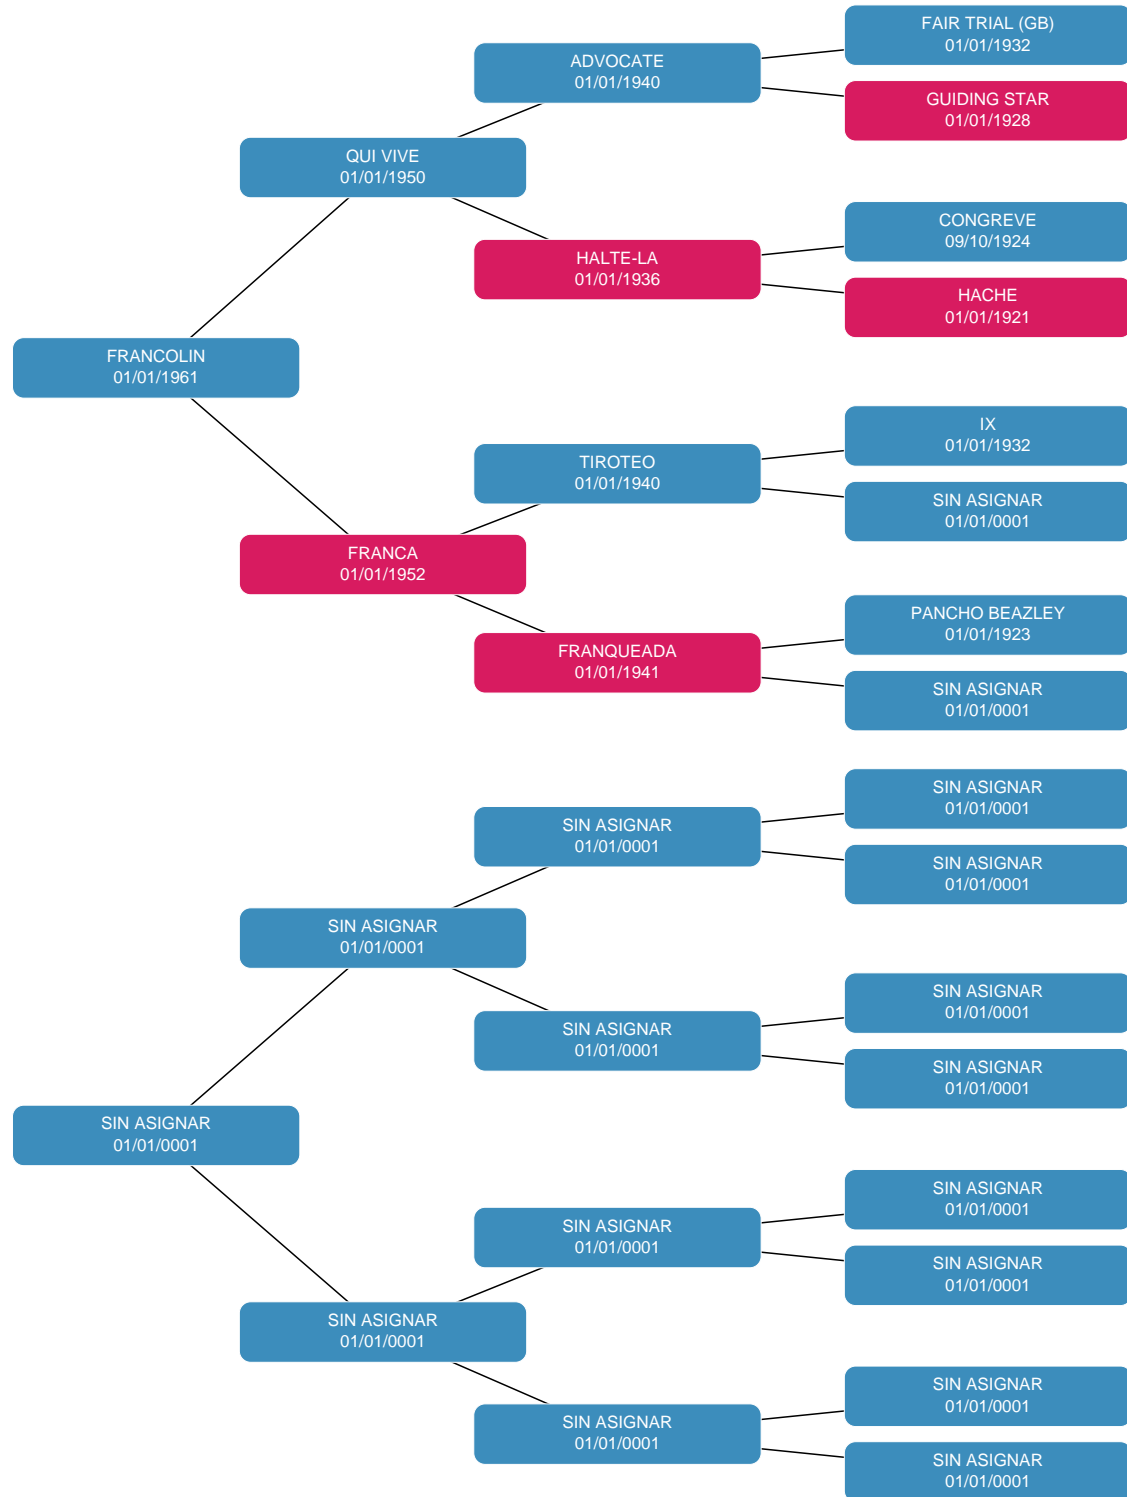 FAIR TRIAL (GB)
01/01/1932
ADVOCATE
01/01/1940
GUIDING STAR
01/01/1928
QUI VIVE
01/01/1950
CONGREVE
09/10/1924
HALTE-LA
01/01/1936
HACHE
01/01/1921
FRANCOLIN
01/01/1961
IX
01/01/1932
TIROTEO
01/01/1940
SIN ASIGNAR
01/01/0001
FRANCA
01/01/1952
PANCHO BEAZLEY
01/01/1923
FRANQUEADA
01/01/1941
SIN ASIGNAR
01/01/0001
SIN ASIGNAR
01/01/0001
SIN ASIGNAR
01/01/0001
SIN ASIGNAR
01/01/0001
SIN ASIGNAR
01/01/0001
SIN ASIGNAR
01/01/0001
SIN ASIGNAR
01/01/0001
SIN ASIGNAR
01/01/0001
SIN ASIGNAR
01/01/0001
SIN ASIGNAR
01/01/0001
SIN ASIGNAR
01/01/0001
SIN ASIGNAR
01/01/0001
SIN ASIGNAR
01/01/0001
SIN ASIGNAR
01/01/0001
SIN ASIGNAR
01/01/0001
SIN ASIGNAR
01/01/0001